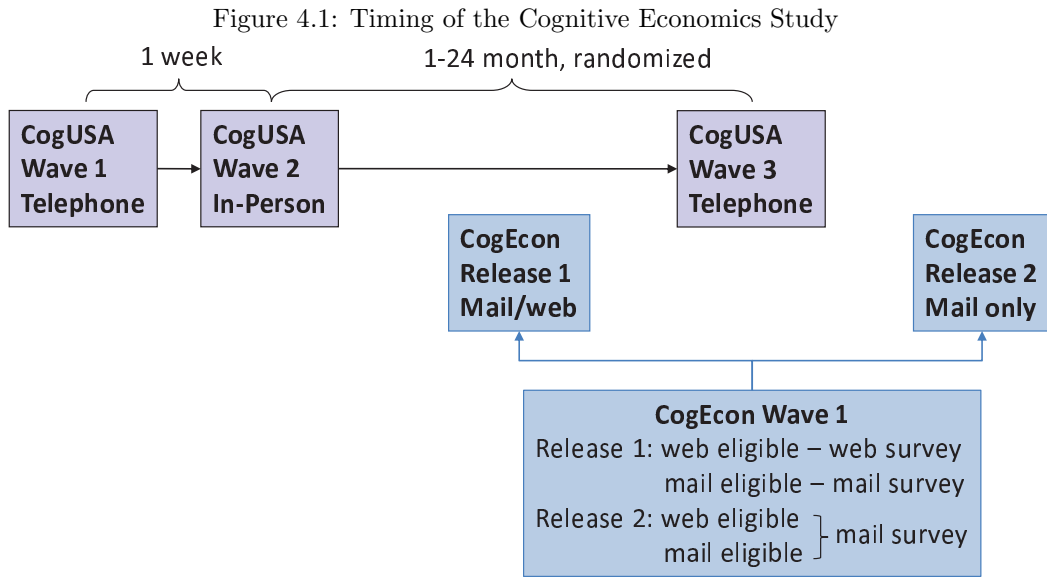 Figure 4.1: Timing of the Cognitive Economics Study
1 week
1-24 month, randomized
CogUSA
Wave 1
Telephone
CogUSA
Wave 2
In-Person
CogUSA
Wave 3
Telephone
CogEcon
Release 1
Mail/web
CogEcon
Release 2
Mail only
CogEcon Wave 1
Release 1: web eligible – web survey
mail eligible – mail survey
Release 2: web eligible
mail eligible
- mail survey